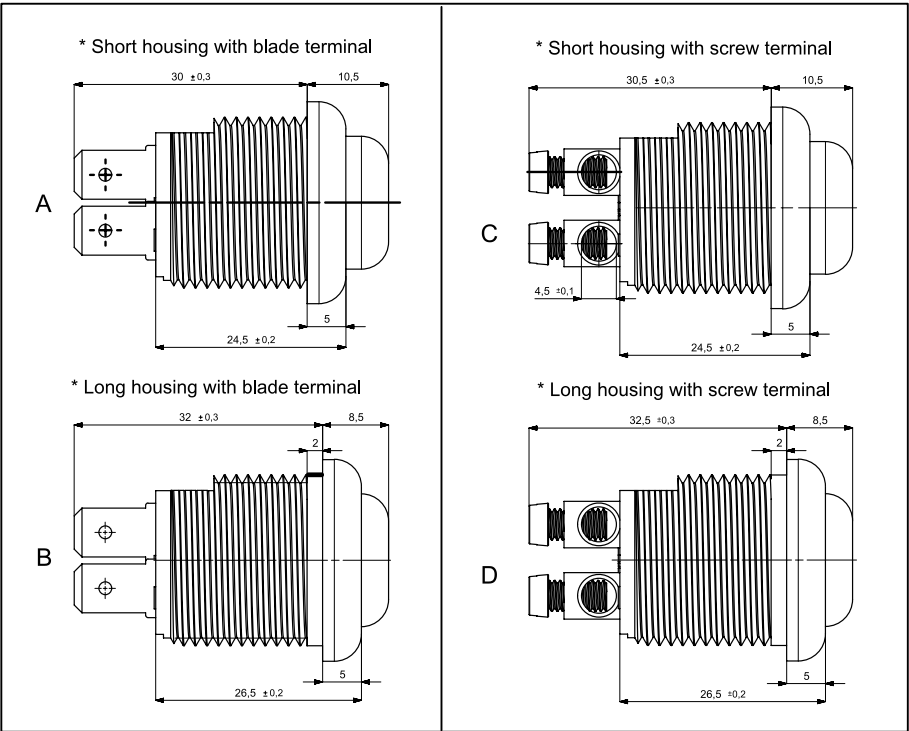 * Short housing with blade terminal
30 ±0,3
10,5
A
5
24,5 ±0,2
* Long housing with blade terminal
32 ±0,3
8,5
2
B
5
26,5 ±0,2
* Short housing with screw terminal
30,5 ±0,3
10,5
C
4,5 ±0,1
5
24,5 ±0,2
* Long housing with screw terminal
32,5 ±0,3
8,5
2
D
5
26,5 ±0,2